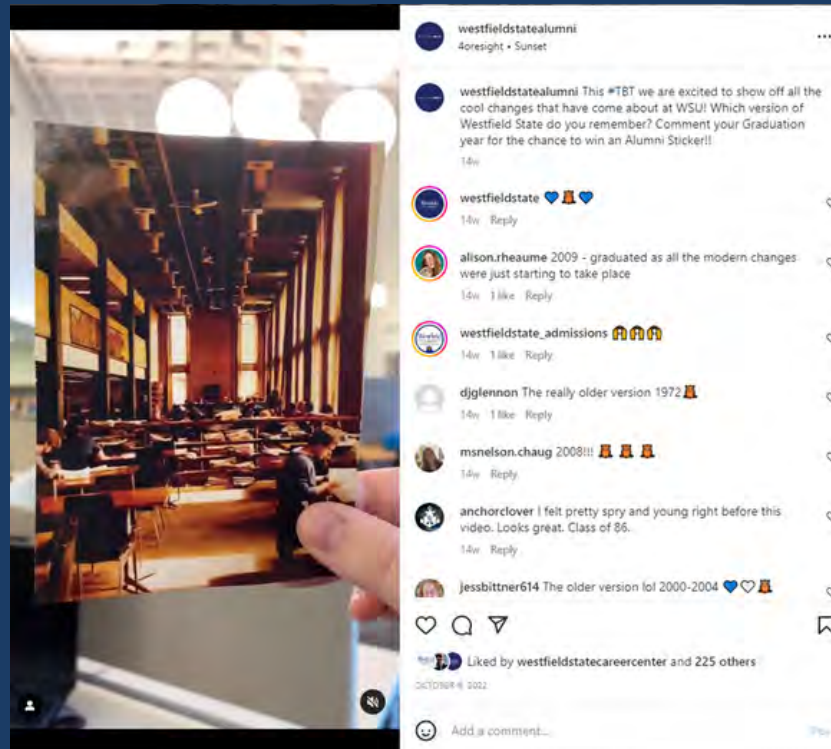 westfieldstatealumni
4oresight • Sunset
westfieldstatealumni This #TBT we are excited to show off all the
cool changes that have come about at WSU! Which version of
Westfield State do you remember? Comment your Graduation
year for the chance to win an Alumni Sticker!!
14w
westfieldstate 💙🐻💙
14w Reply
alison.rheaume 2009 - graduated as all the modern changes
were just starting to take place
14w 1 like Reply
westfieldstate_admissions
14w 1 like Reply
djglennon The really older version 1972🐻
14w 1 like Reply
msnelson.chaug 2008!!! 🐻 🐻 🐻
14w Reply
anchorclover I felt pretty spry and young right before this
video. Looks great. Class of 86.
14w Reply
jessbittner614 The older version lol 2000-2004 💙🤍🐻
Liked by westfieldstatecareercenter and 225 others
OCTOBER 6, 2022
Add a comment...